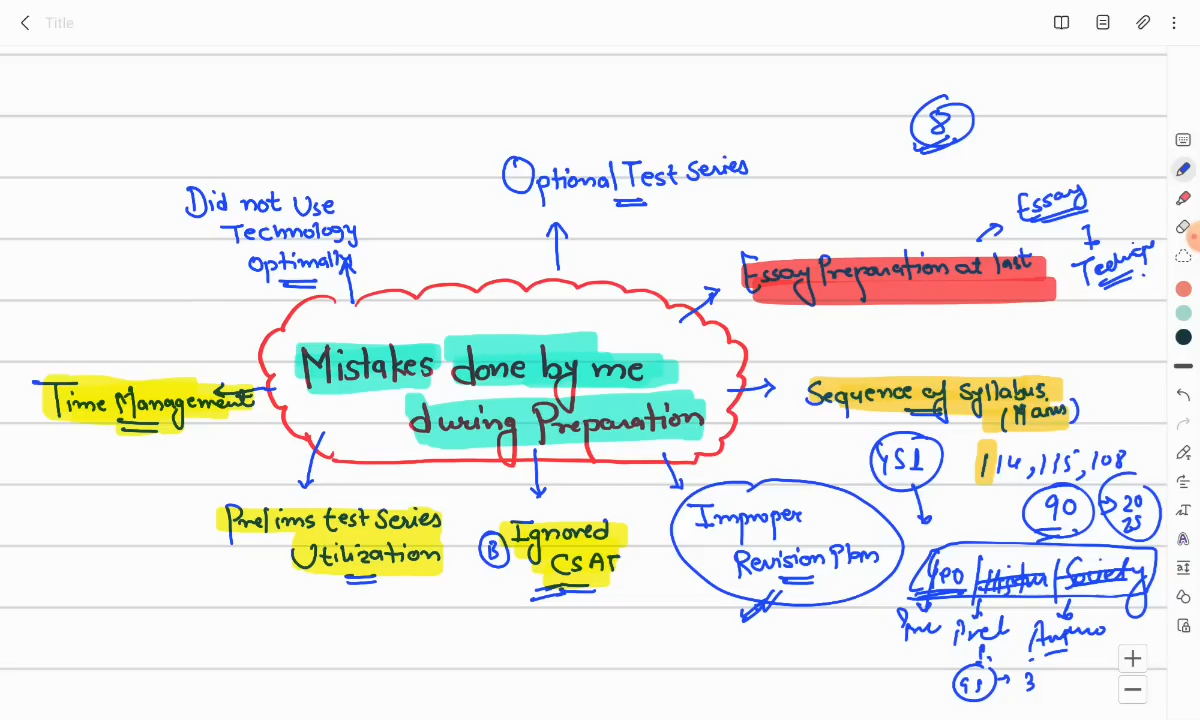 Title
8
Optional Test Series
Did not Use
Technology
Optimally
Essay
Essay Preparation at last
Mistakes done by me
during Preparation
Time Management
Sequence of Syllabus
(Mains)
GS1
114, 115, 108
90
20
25
Prelims test Series
Utilization
B
Ignored
CSAT
Improper
Revision Plan
Geo / / Society
Pre Prel
3